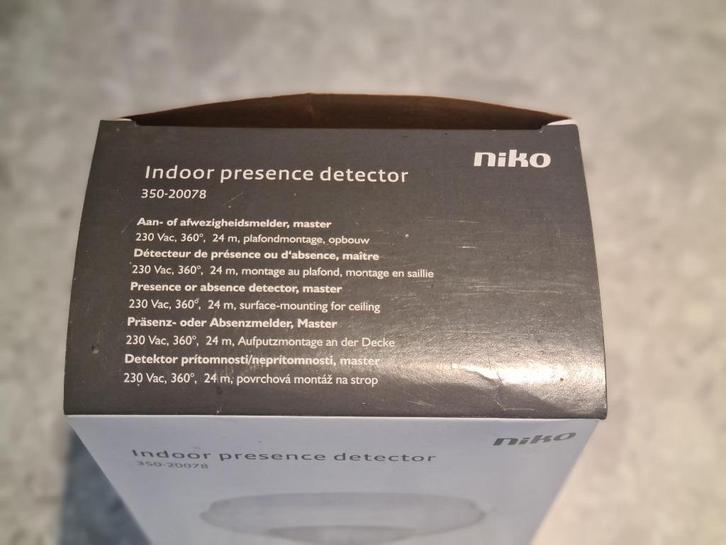 niko
Indoor presence detector
350-20078
Aan- of afwezigheidsmelder, master
230 Vac, 360°, 24 m, plafondmontage, opbouw
Détecteur de présence ou d'absence, maître
230 Vac, 360°, 24 m, montage au plafond, montage en saillie
Presence or absence detector, master
230 Vac, 360°, 24 m, surface-mounting for ceiling
Präsenz- oder Absenzmelder, Master
230 Vac, 360°, 24 m, Aufputzmontage an der Decke
Detektor prítomnosti/neprítomnosti, master
230 Vac, 360°, 24 m, povrchová montáž na strop
niko
Indoor presence detector
350-20078